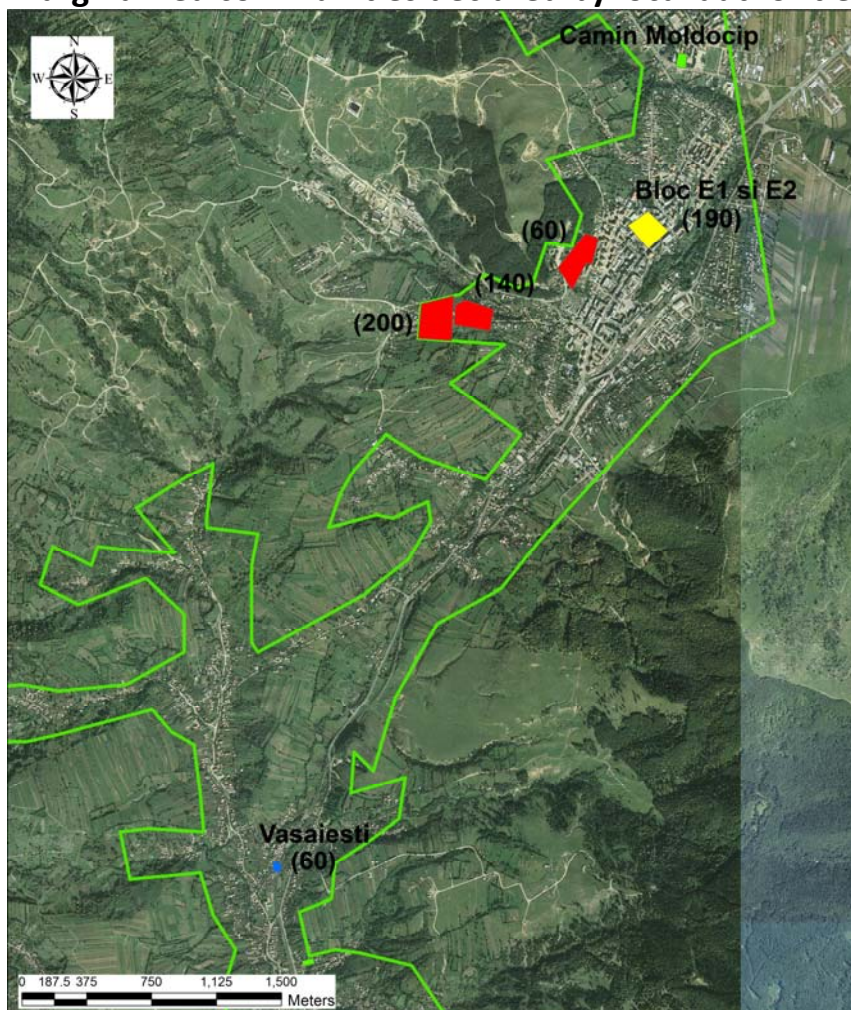 N
W E
S
Camin Moldocip
Bloc E1 si E2
(190)
(60)
(140)
(200)
Vasaiesti
(60)
0 187.5 375 750 1,125 1,500
Meters